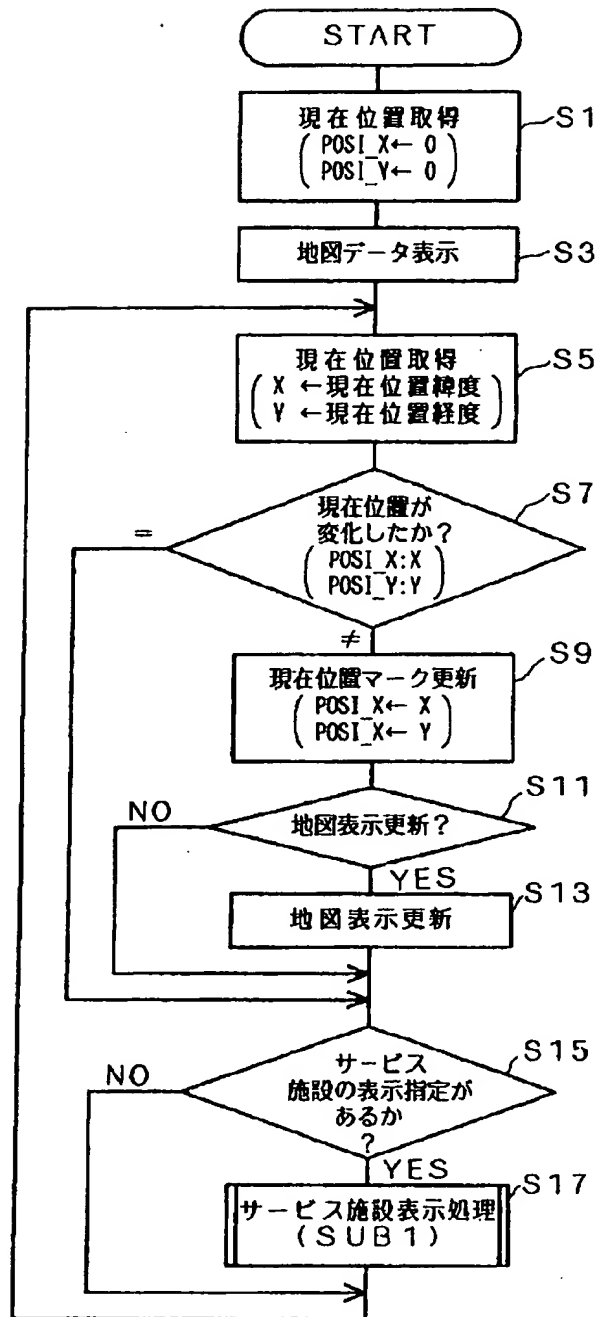 START
現在位置取得
( POSI_X← 0
POSI_Y← 0 )
S1
地図データ表示
S3
現在位置取得
( X ←現在位置緯度
Y ←現在位置経度 )
S5
現在位置が
変化したか?
( POSI_X:X
POSI_Y:Y )
S7
=
≠
現在位置マーク更新
( POSI_X← X
POSI_X← Y )
S9
地図表示更新?
S11
NO
YES
地図表示更新
S13
サービス
施設の表示指定が
あるか
?
S15
NO
YES
サービス施設表示処理
(SUB1)
S17